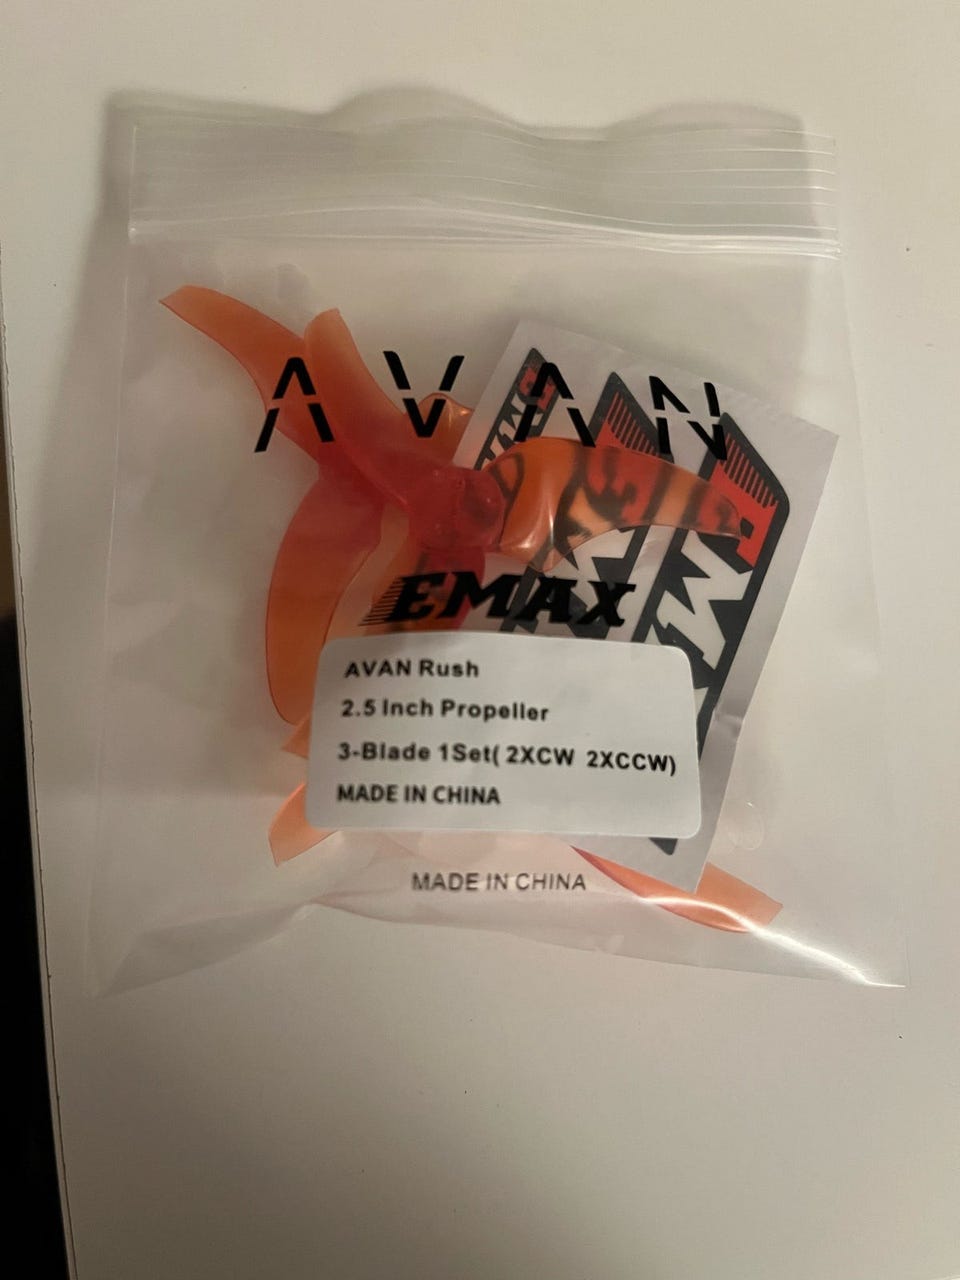 AVAN
EMAX
AVAN Rush
2.5 Inch Propeller
3-Blade 1Set( 2XCW 2XCCW)
MADE IN CHINA
MADE IN CHINA